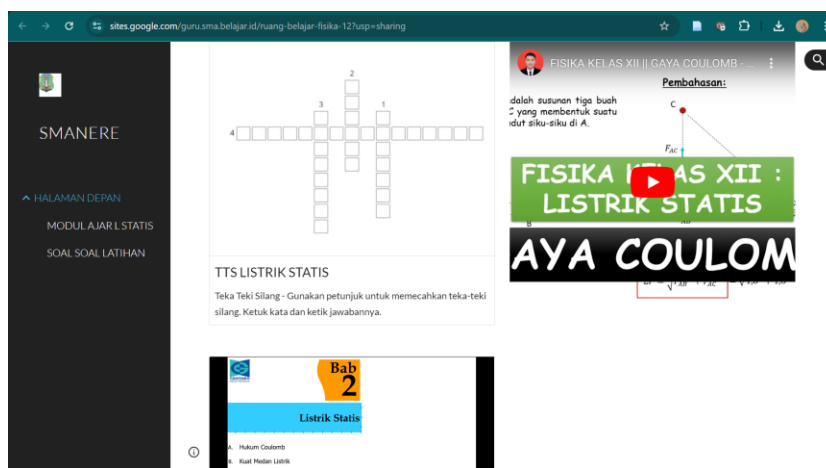 sites.google.com/guru.sma.belajar.id/ruang-belajar-fisika-12?usp=sharing
SMANERE
HALAMAN DEPAN
MODUL AJAR L STATIS
SOAL SOAL LATIHAN
2
3
1
4
TTS LISTRIK STATIS
Teka Teki Silang - Gunakan petunjuk untuk memecahkan teka-teki
silang. Ketuk kata dan ketik jawabannya.
Bab
2
Listrik Statis
A. Hukum Coulomb
B. Kuat Medan Listrik
FISIKA KELAS XII || GAYA COULOMB - ...
Pembahasan:
dalah susunan tiga buah
C yang membentuk suatu
dut siku-siku di A.
C
F_AC
FISIKA KELAS XII :
LISTRIK STATIS
B
AYA COULOM